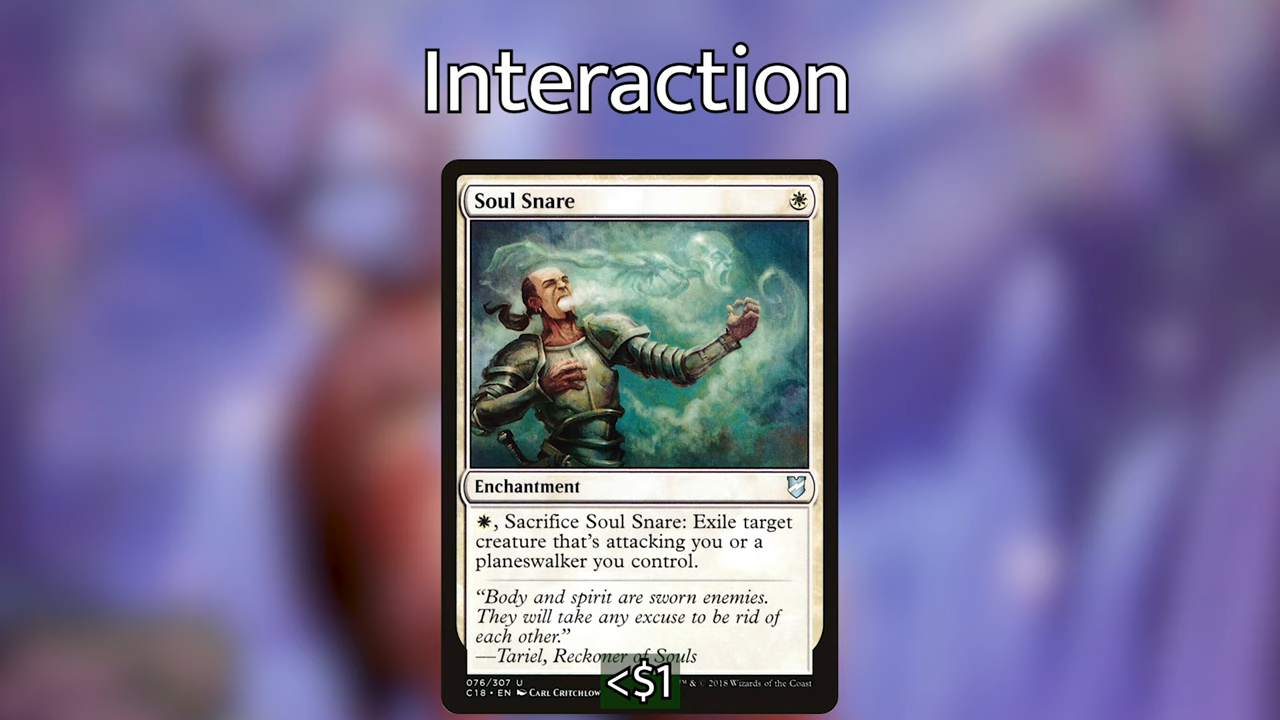 Interaction
Soul Snare
Enchantment
, Sacrifice Soul Snare: Exile target
creature that's attacking you or a
planeswalker you control.
“Body and spirit are sworn enemies.
They will take any excuse to be rid of
each other.”
—Tariel, Reckoner of Souls
<$1
076/307 U
C18 • EN CARL CRITCHLOW
™ & © 2018 Wizards of the Coast